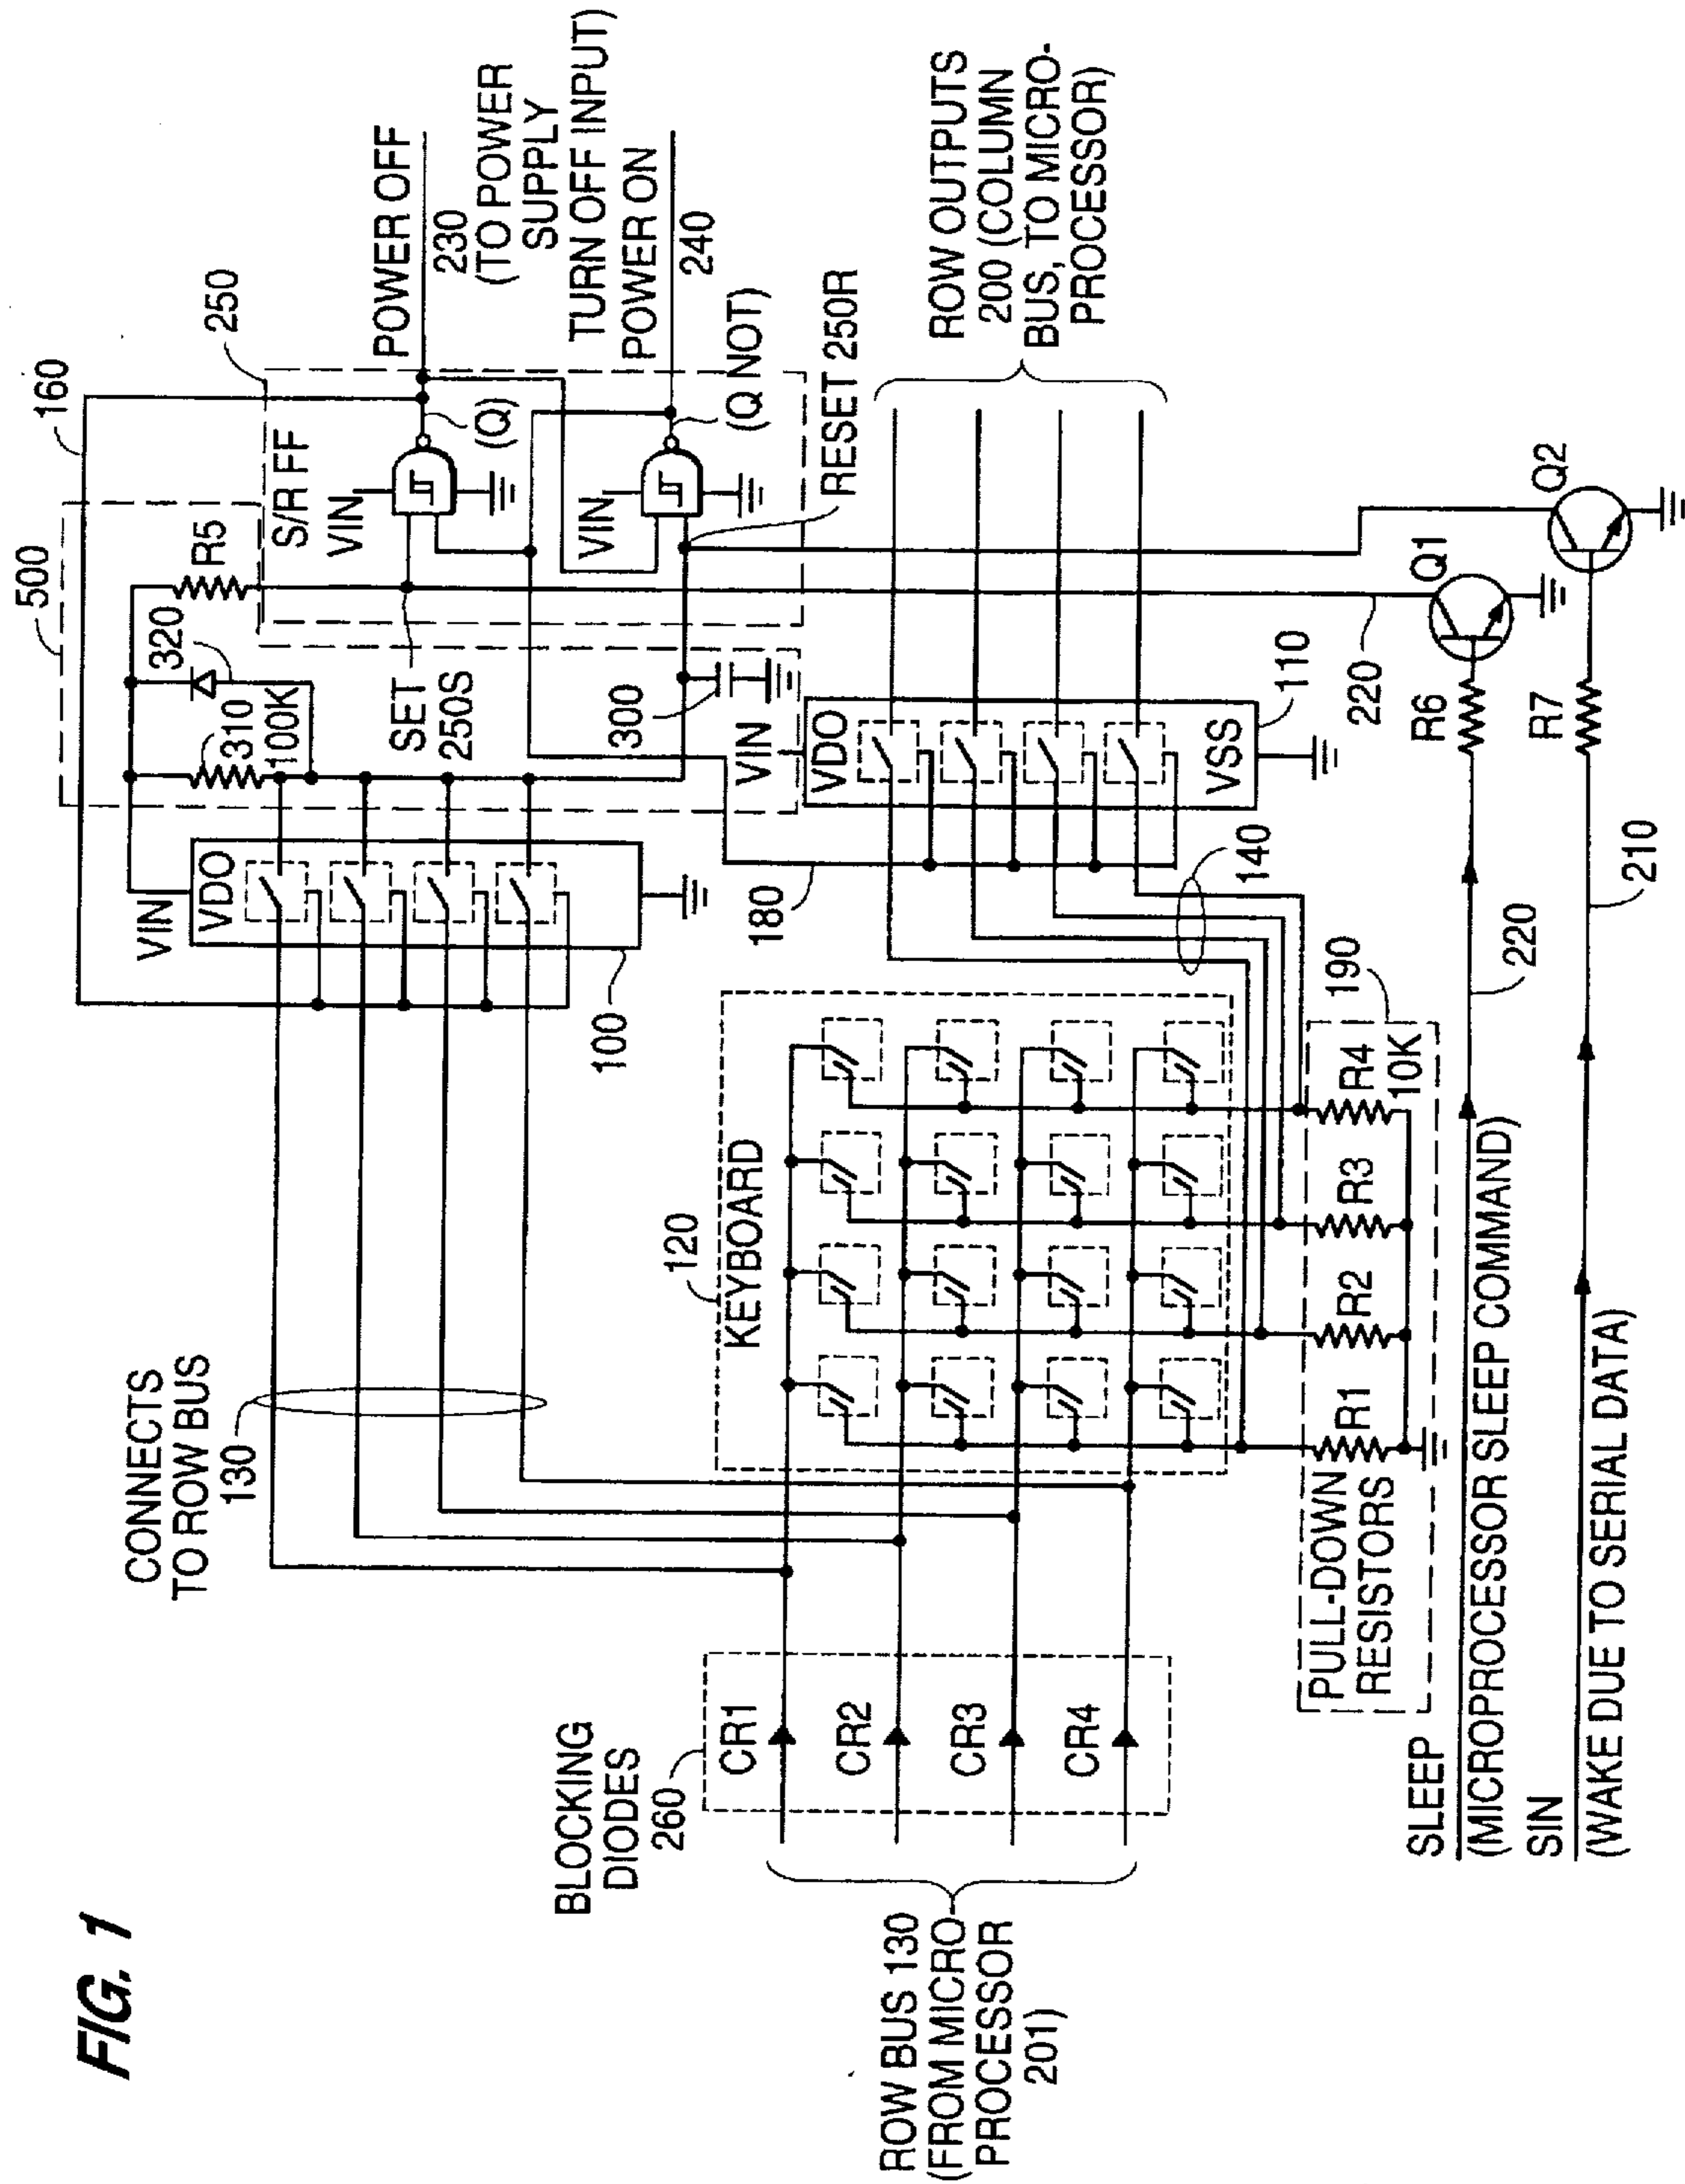 FIG. 1
CONNECTS
TO ROW BUS
130
BLOCKING
DIODES
260
CR1
CR2
CR3
CR4
ROW BUS 130
(FROM MICRO-
PROCESSOR
201)
KEYBOARD
120
VIN
VDO
100
500
160
R5
320
310
100K
SET
250S
300
250
S/R FF
VIN
(Q)
VIN
(Q NOT)
RESET 250R
POWER OFF
230
(TO POWER
SUPPLY
TURN OFF INPUT)
POWER ON
240
ROW OUTPUTS
200 (COLUMN
BUS, TO MICRO-
PROCESSOR)
VIN
VDO
VSS
110
180
140
190
PULL-DOWN
RESISTORS
R1
R2
R3
R4
10K
SLEEP
(MICROPROCESSOR SLEEP COMMAND)
220
R6
220
Q1
SIN
(WAKE DUE TO SERIAL DATA)
210
R7
Q2